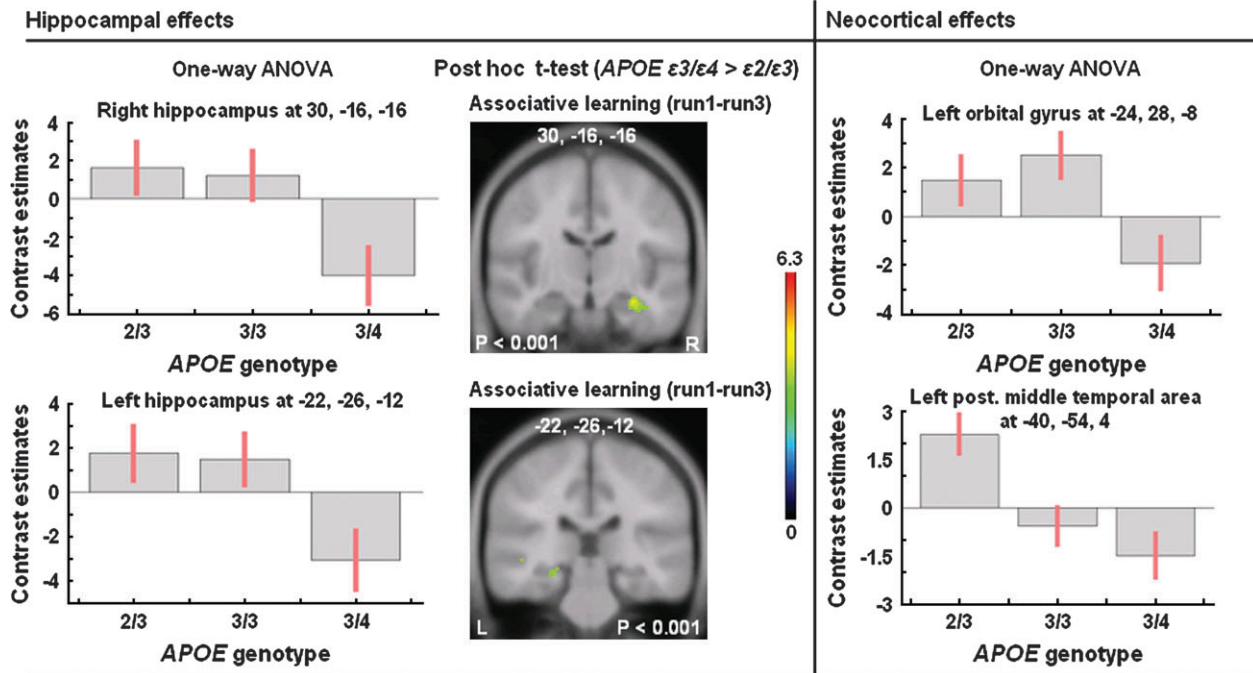 Hippocampal effects
One-way ANOVA
Post hoc t-test (APOE ε3/ε4 > ε2/ε3)
Right hippocampus at 30, -16, -16
Contrast estimates
4
2
0
-2
-4
-6
2/3 3/3 3/4
APOE genotype
Associative learning (run1-run3)
30, -16, -16
P < 0.001
R
Left hippocampus at -22, -26, -12
Contrast estimates
4
2
0
-2
-4
2/3 3/3 3/4
APOE genotype
Associative learning (run1-run3)
-22, -26,-12
L
P < 0.001
6.3
0
Neocortical effects
One-way ANOVA
Left orbital gyrus at -24, 28, -8
Contrast estimates
4
2
0
-2
-4
2/3 3/3 3/4
APOE genotype
Left post. middle temporal area
at -40, -54, 4
Contrast estimates
3
1.5
0
-1.5
-3
2/3 3/3 3/4
APOE genotype